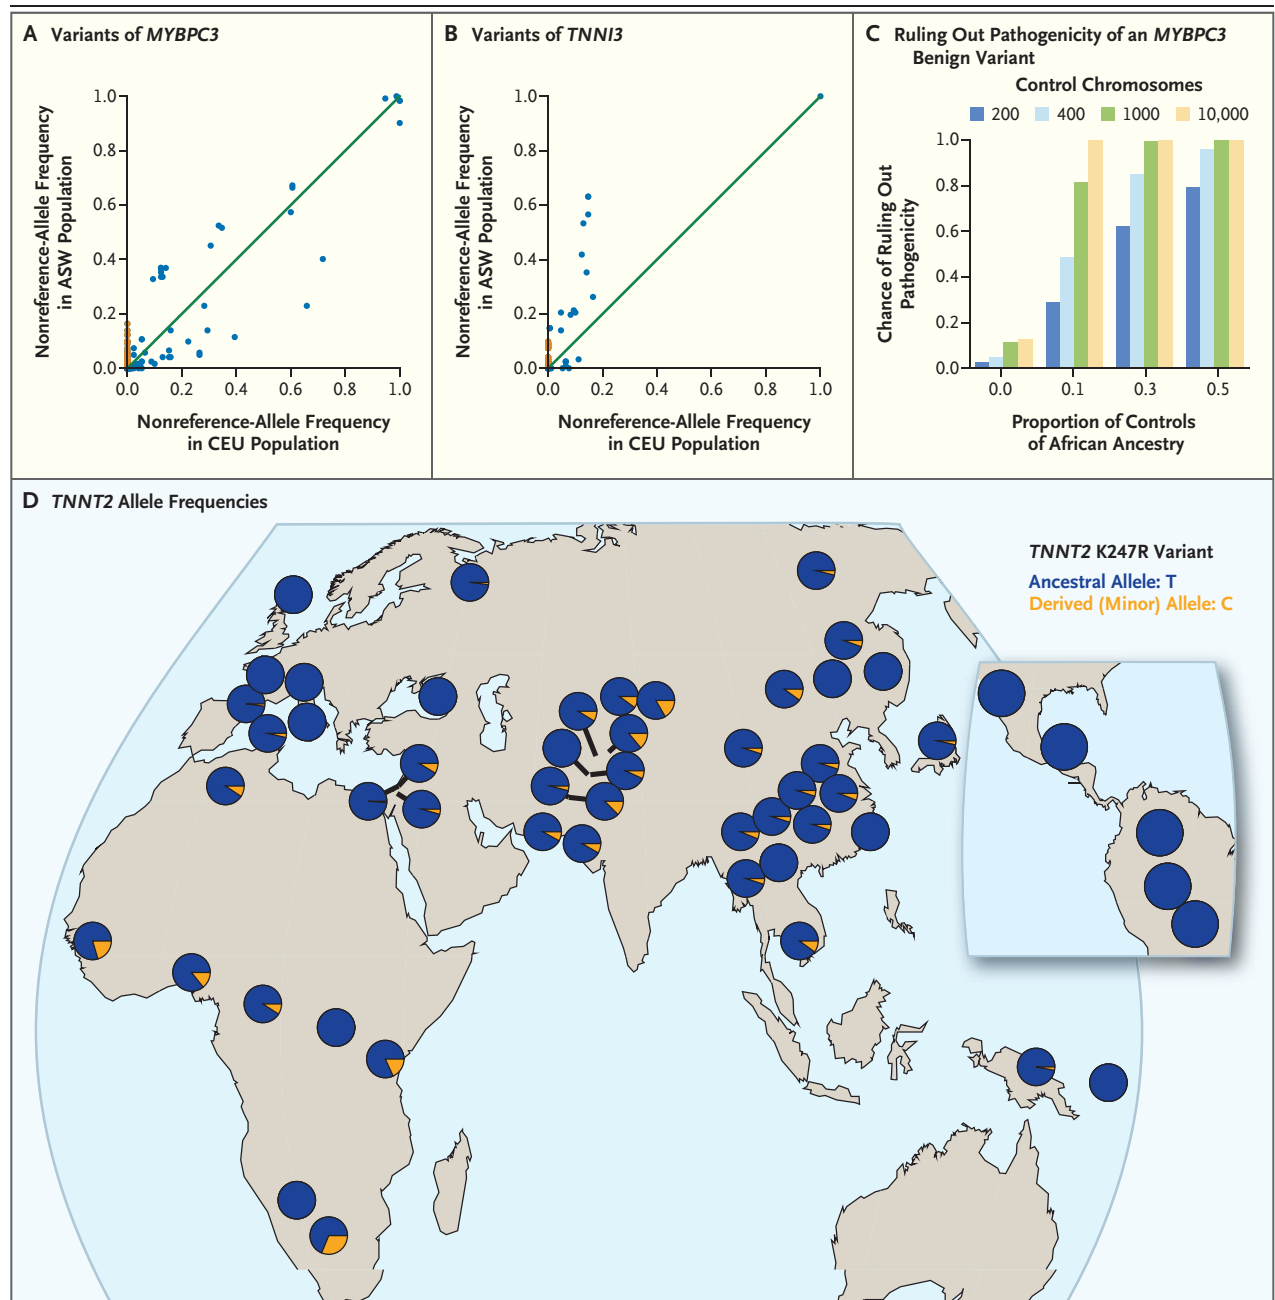 A Variants of MYBPC3
Nonreference-Allele Frequency
in ASW Population
1.0
0.8
0.6
0.4
0.2
0.0
0.0 0.2 0.4 0.6 0.8 1.0
Nonreference-Allele Frequency
in CEU Population
B Variants of TNNI3
Nonreference-Allele Frequency
in ASW Population
1.0
0.8
0.6
0.4
0.2
0.0
0.0 0.2 0.4 0.6 0.8 1.0
Nonreference-Allele Frequency
in CEU Population
C Ruling Out Pathogenicity of an MYBPC3
Benign Variant
Control Chromosomes
200 400 1000 10,000
Chance of Ruling Out
Pathogenicity
1.0
0.8
0.6
0.4
0.2
0.0
0.0 0.1 0.3 0.5
Proportion of Controls
of African Ancestry
D TNNT2 Allele Frequencies
TNNT2 K247R Variant
Ancestral Allele: T
Derived (Minor) Allele: C